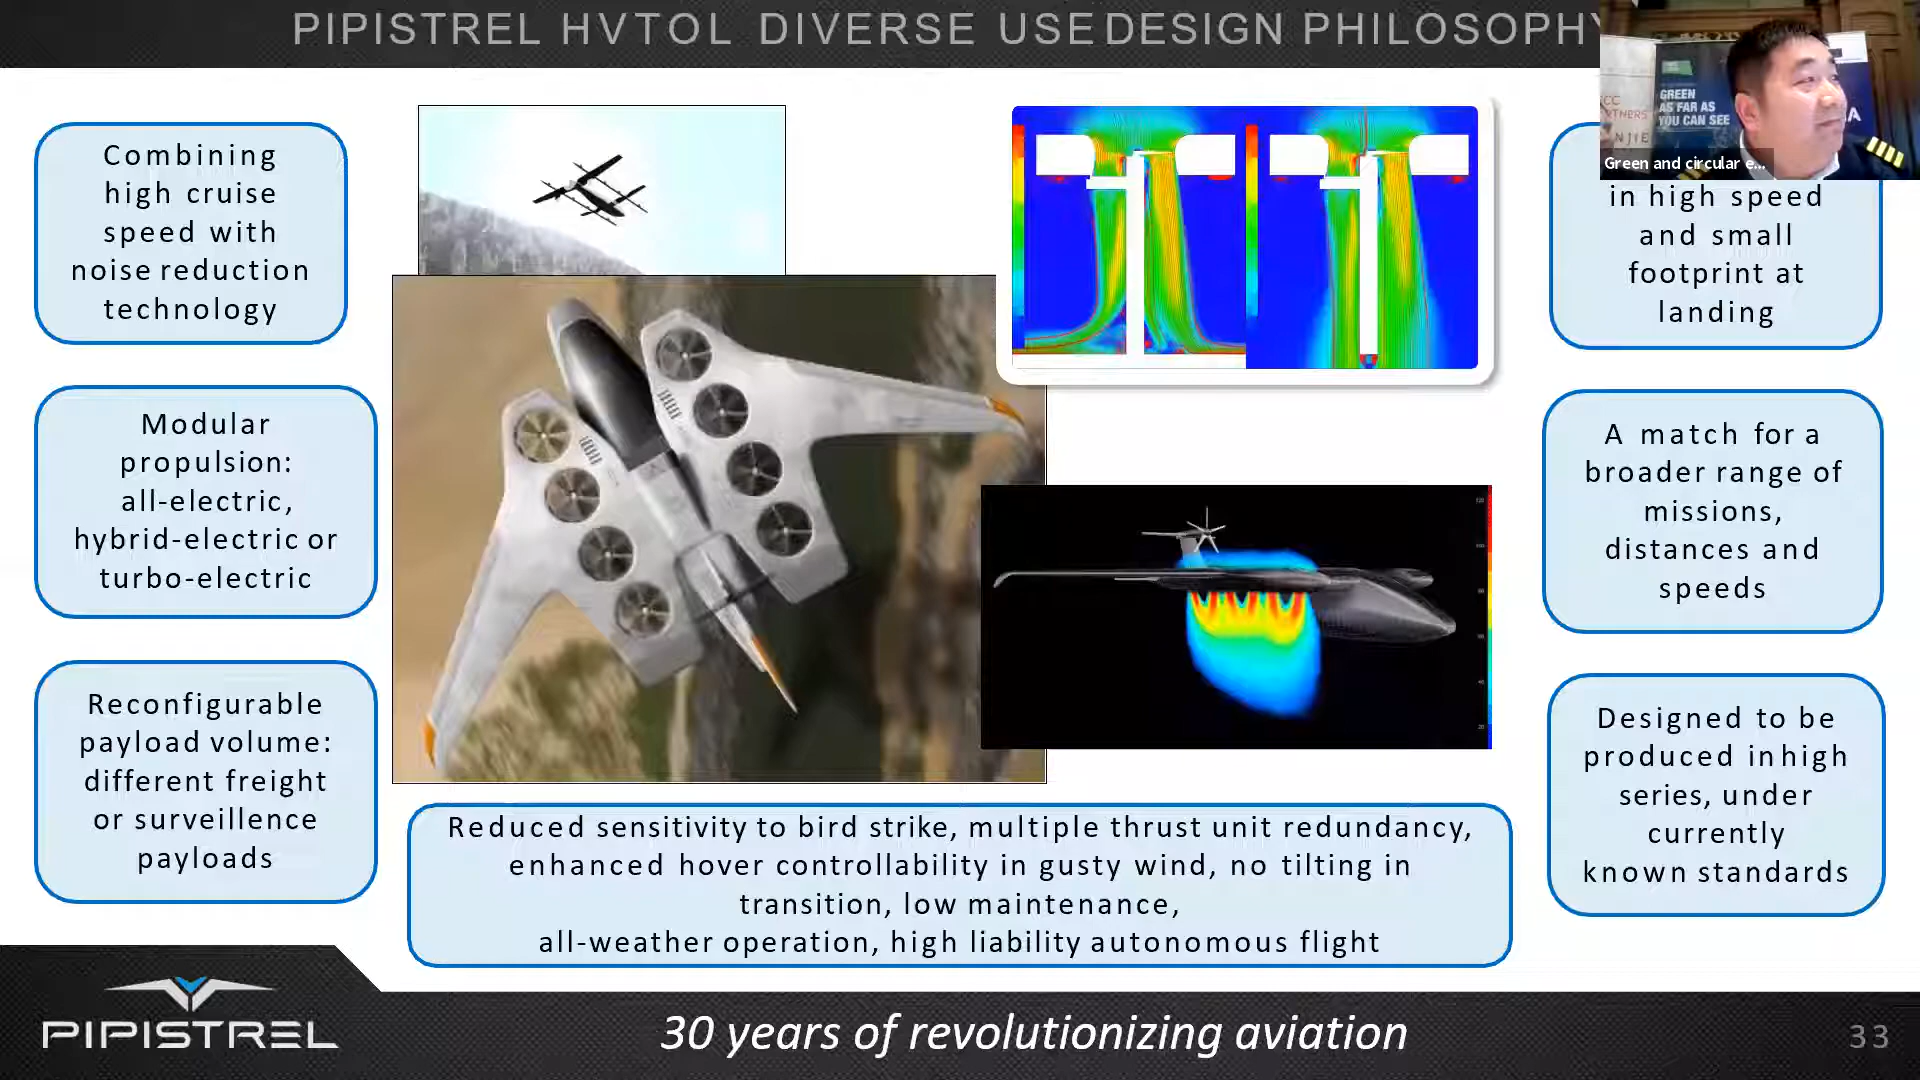 PIPISTREL HVTOL DIVERSE USE DESIGN PHILOSOPHY
Combining
high cruise
speed with
noise reduction
technology
Modular
propulsion:
all-electric,
hybrid-electric or
turbo-electric
Reconfigurable
payload volume:
different freight
or surveillence
payloads
GREEN
AS FAR AS
YOU CAN SEE
Green and circular e...
in high speed
and small
footprint at
landing
A match for a
broader range of
missions,
distances and
speeds
Designed to be
produced in high
series, under
currently
known standards
Reduced sensitivity to bird strike, multiple thrust unit redundancy,
enhanced hover controllability in gusty wind, no tilting in
transition, low maintenance,
all-weather operation, high liability autonomous flight
PIPISTREL
30 years of revolutionizing aviation
33